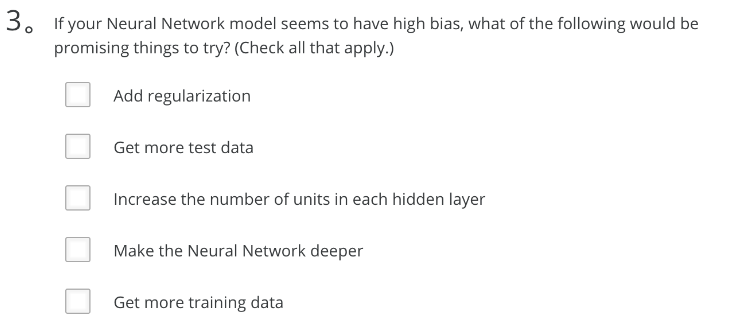 3。 If your Neural Network model seems to have high bias, what of the following would be
promising things to try? (Check all that apply.)
Add regularization
Get more test data
Increase the number of units in each hidden layer
Make the Neural Network deeper
Get more training data